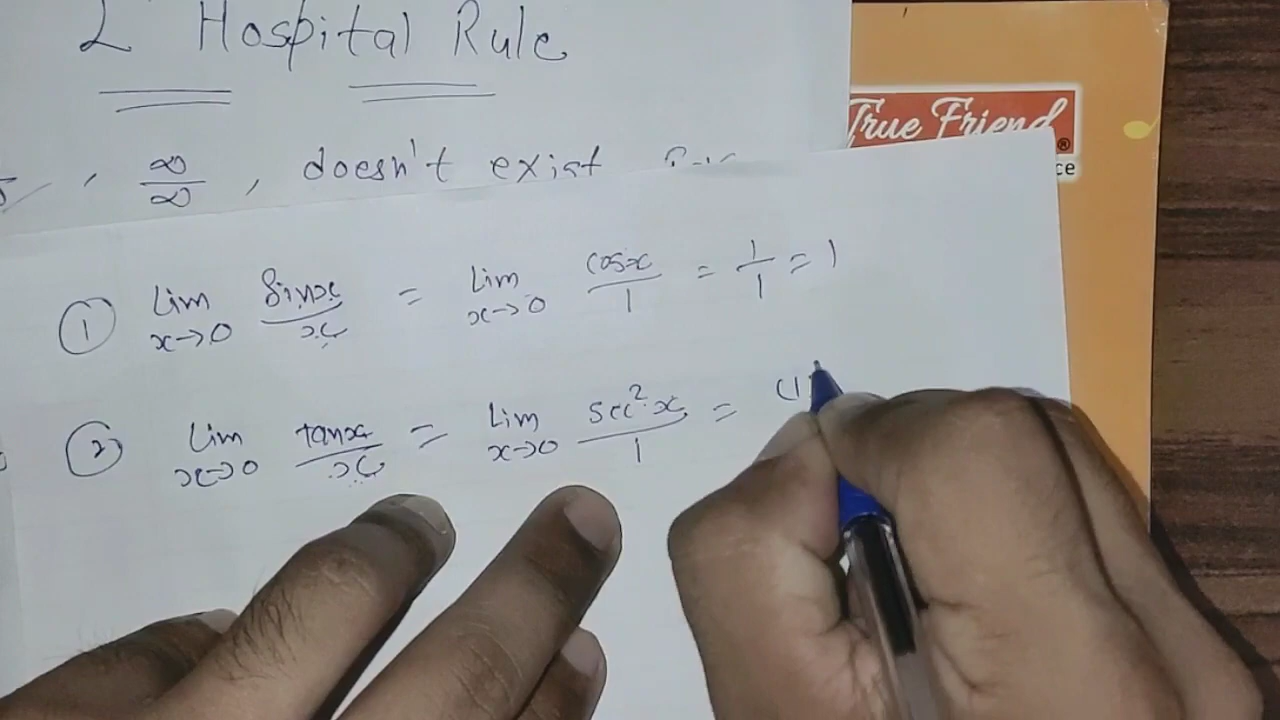 L Hospital Rule
True Friend ®
, ∞/∞ , doesn't exist
ce
① Lim x→0 Sinx/x = Lim x→0 cosx/1 = 1/1 = 1
② Lim x→0 tanx/x = Lim x→0 sec²x/1 = (1)